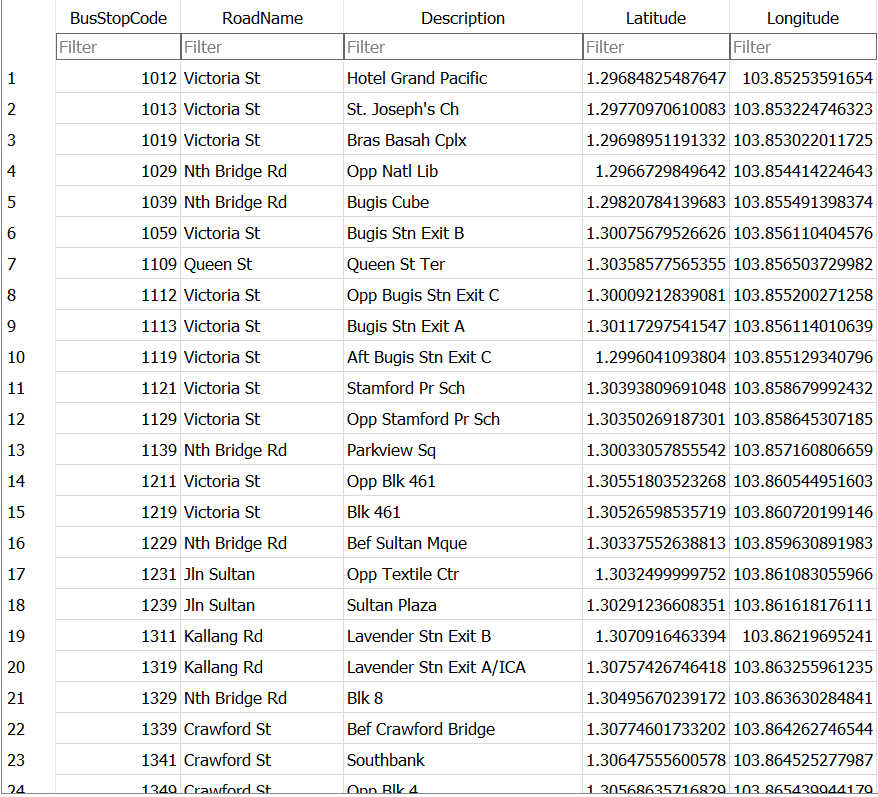 BusStopCode RoadName Description Latitude Longitude
Filter Filter Filter Filter Filter
1 1012 Victoria St Hotel Grand Pacific 1.29684825487647 103.85253591654
2 1013 Victoria St St. Joseph's Ch 1.29770970610083 103.853224746323
3 1019 Victoria St Bras Basah Cplx 1.29698951191332 103.853022011725
4 1029 Nth Bridge Rd Opp Natl Lib 1.2966729849642 103.854414224643
5 1039 Nth Bridge Rd Bugis Cube 1.29820784139683 103.855491398374
6 1059 Victoria St Bugis Stn Exit B 1.30075679526626 103.856110404576
7 1109 Queen St Queen St Ter 1.30358577565355 103.856503729982
8 1112 Victoria St Opp Bugis Stn Exit C 1.30009212839081 103.855200271258
9 1113 Victoria St Bugis Stn Exit A 1.30117297541547 103.856114010639
10 1119 Victoria St Aft Bugis Stn Exit C 1.2996041093804 103.855129340796
11 1121 Victoria St Stamford Pr Sch 1.30393809691048 103.858679992432
12 1129 Victoria St Opp Stamford Pr Sch 1.30350269187301 103.858645307185
13 1139 Nth Bridge Rd Parkview Sq 1.30033057855542 103.857160806659
14 1211 Victoria St Opp Blk 461 1.30551803523268 103.860544951603
15 1219 Victoria St Blk 461 1.30526598535719 103.860720199146
16 1229 Nth Bridge Rd Bef Sultan Mque 1.30337552638813 103.859630891983
17 1231 Jln Sultan Opp Textile Ctr 1.3032499999752 103.861083055966
18 1239 Jln Sultan Sultan Plaza 1.30291236608351 103.861618176111
19 1311 Kallang Rd Lavender Stn Exit B 1.3070916463394 103.86219695241
20 1319 Kallang Rd Lavender Stn Exit A/ICA 1.30757426746418 103.863255961235
21 1329 Nth Bridge Rd Blk 8 1.30495670239172 103.863630284841
22 1339 Crawford St Bef Crawford Bridge 1.30774601733202 103.864262746544
23 1341 Crawford St Southbank 1.30647555600578 103.864525277987
24 1349 Crawford St Opp Blk 4 1.30568635716829 103.865439944179